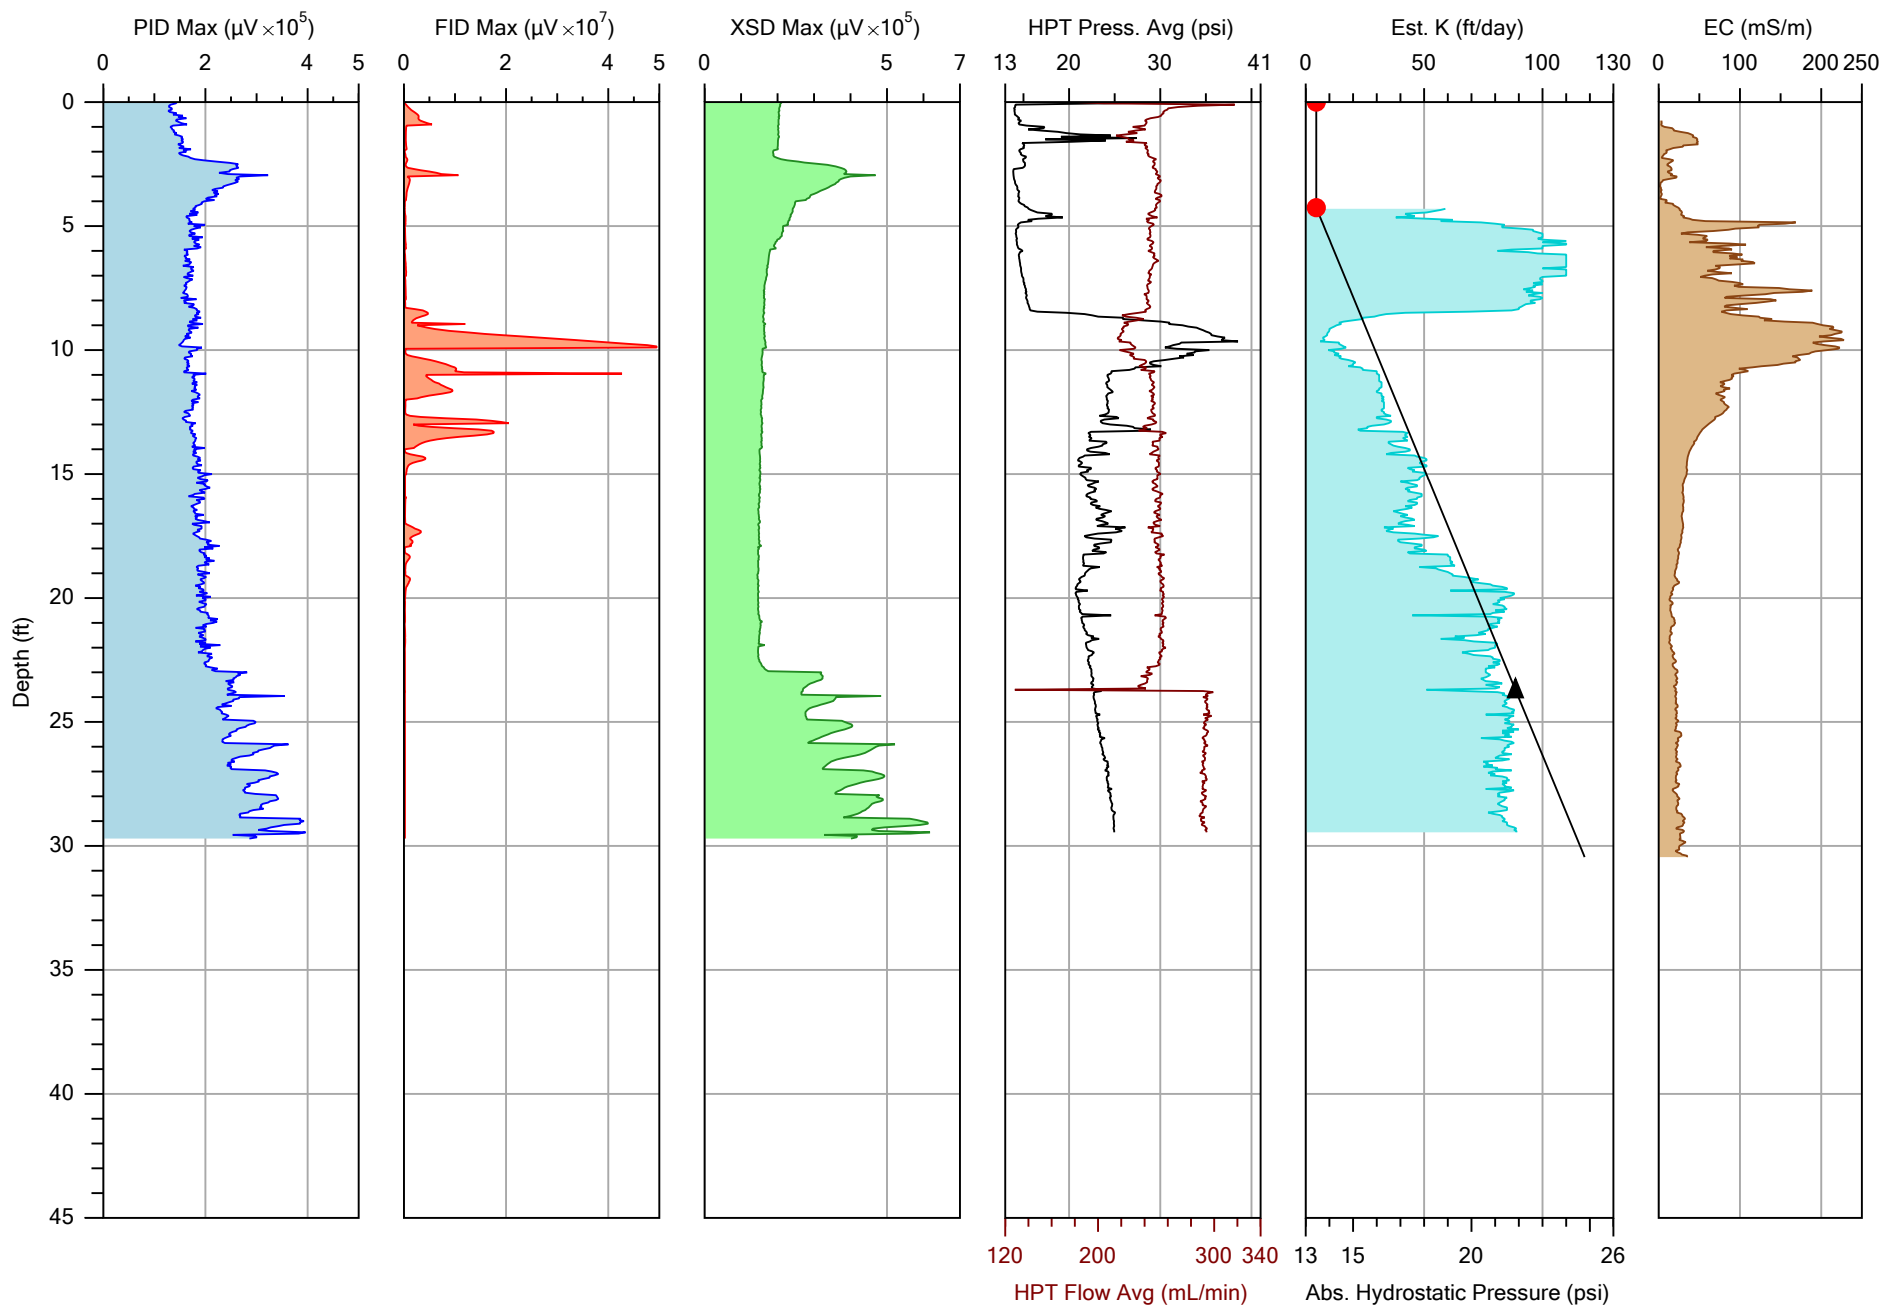 PID Max (µV ×10⁵) FID Max (µV ×10⁷) XSD Max (µV ×10⁵) HPT Press. Avg (psi) Est. K (ft/day) EC (mS/m)
0 2 4 5 0 2 4 5 0 5 7 13 20 30 41 0 50 100 130 0 100 200 250
0
5
10
15
20
25
30
35
40
45
Depth (ft)
120 200 300 340 13 15 20 26
HPT Flow Avg (mL/min) Abs. Hydrostatic Pressure (psi)